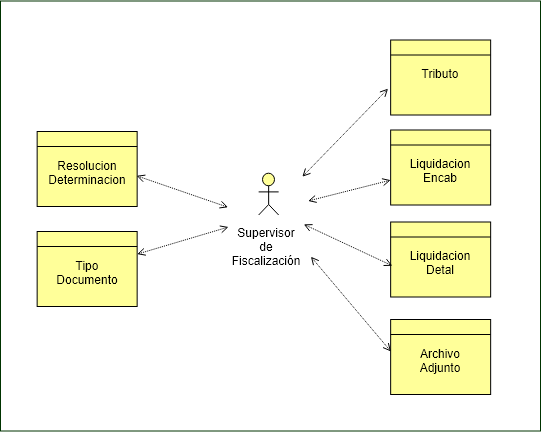 Tributo
Resolucion
Determinacion
Liquidacion
Encab
Supervisor
de
Fiscalización
Tipo
Documento
Liquidacion
Detal
Archivo
Adjunto